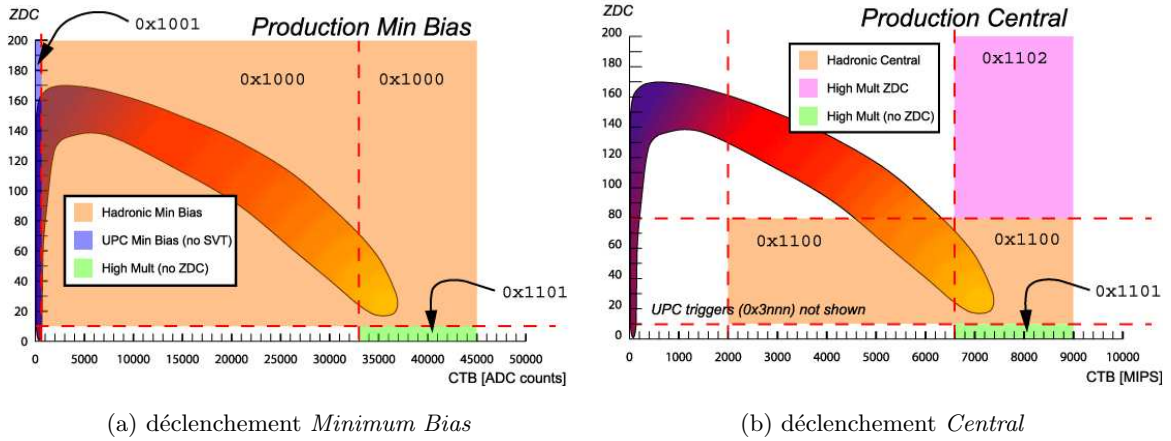 ZDC
0x1001
Production Min Bias
200
180
160
140
120
100
80
60
40
20
0
0x1000
0x1000
Hadronic Min Bias
UPC Min Bias (no SVT)
High Mult (no ZDC)
0x1101
0
5000
10000
15000
20000
25000
30000
35000
40000
45000
50000
CTB [ADC counts]
(a) déclenchement Minimum Bias
ZDC
Production Central
200
180
160
140
120
100
80
60
40
20
0
Hadronic Central
High Mult ZDC
High Mult (no ZDC)
0x1102
0x1100
0x1100
0x1101
UPC triggers (0x3nnn) not shown
0
1000
2000
3000
4000
5000
6000
7000
8000
9000
10000
CTB [MIPS]
(b) déclenchement Central